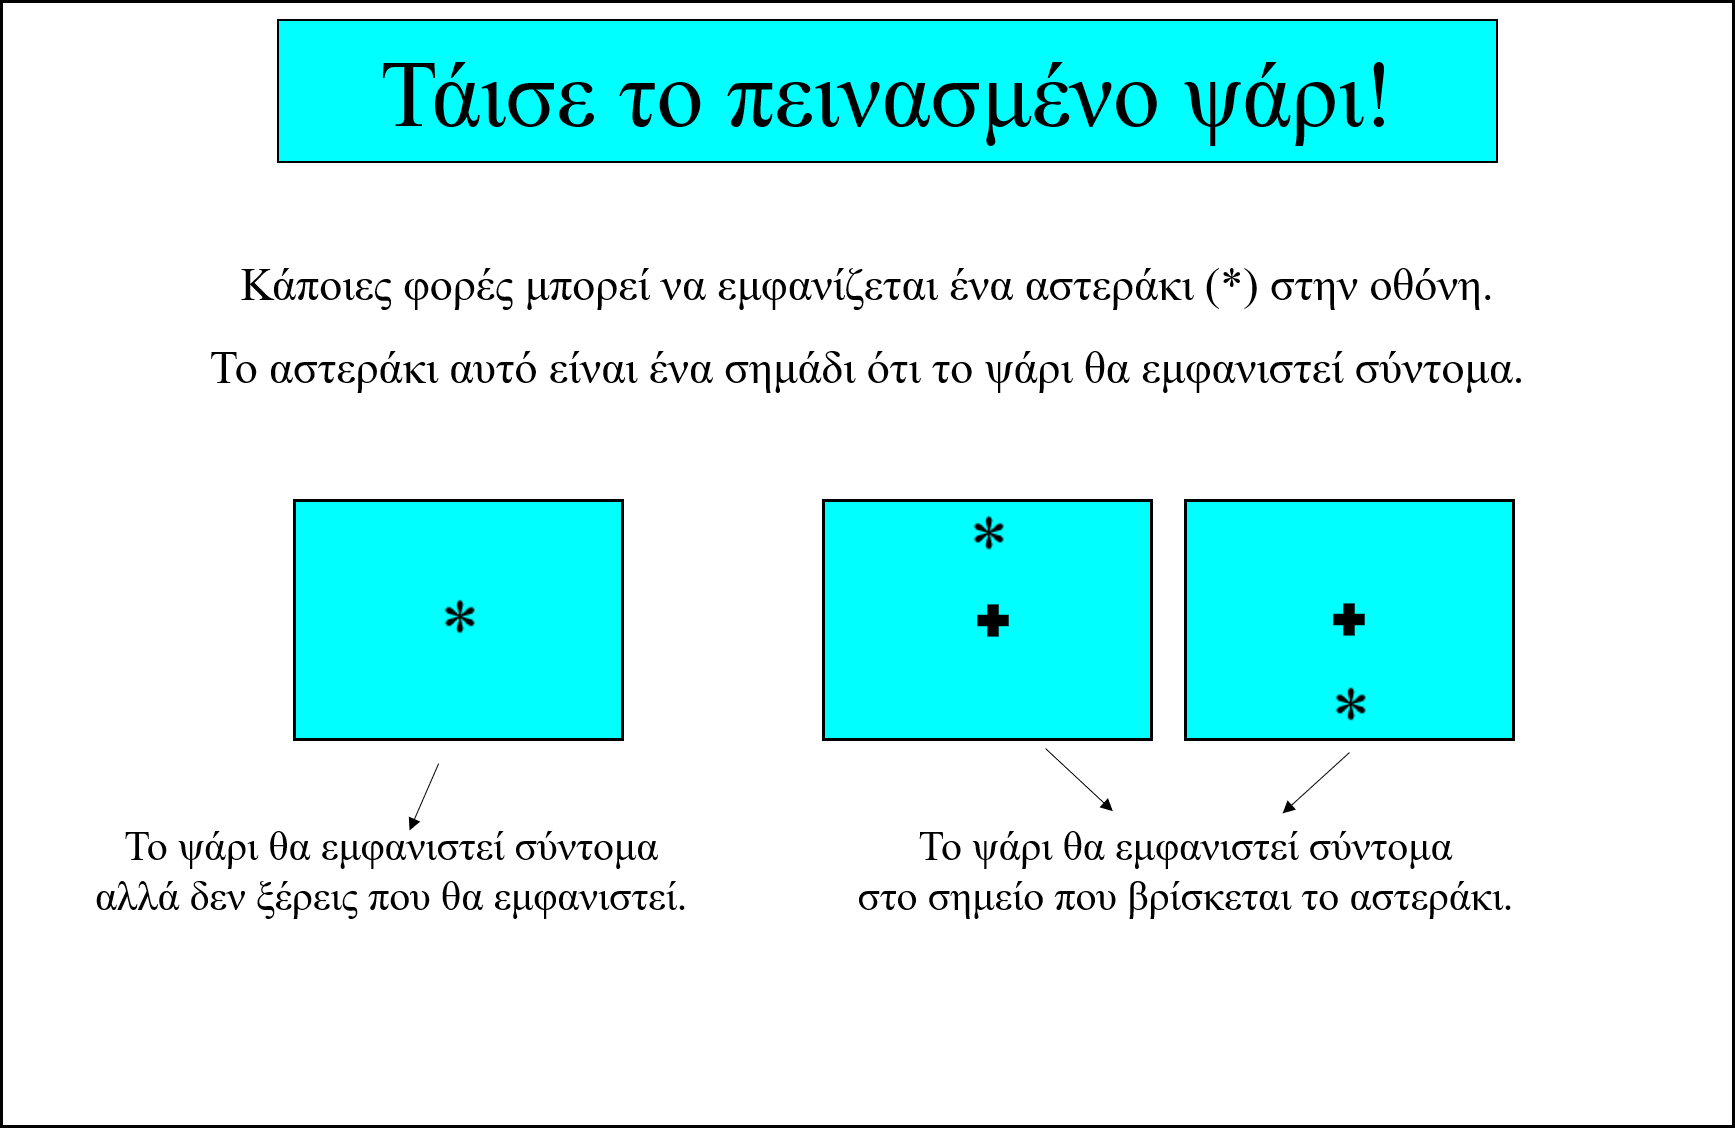 Τάισε το πεινασμένο ψάρι!
Κάποιες φορές μπορεί να εμφανίζεται ένα αστεράκι (*) στην οθόνη.
Το αστεράκι αυτό είναι ένα σημάδι ότι το ψάρι θα εμφανιστεί σύντομα.
*
*
*
Το ψάρι θα εμφανιστεί σύντομα
αλλά δεν ξέρεις που θα εμφανιστεί.
Το ψάρι θα εμφανιστεί σύντομα
στο σημείο που βρίσκεται το αστεράκι.